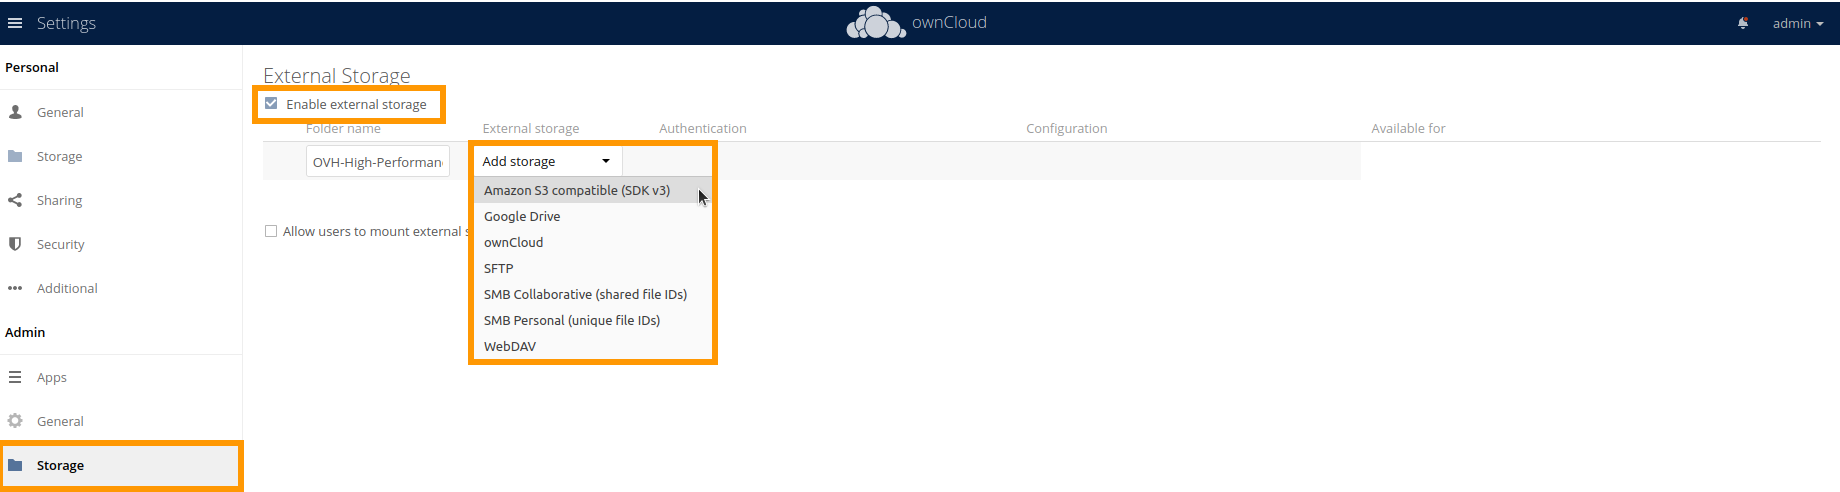 Settings
ownCloud
admin
Personal
General
Storage
Sharing
Security
Additional
Admin
Apps
General
Storage
External Storage
Enable external storage
Folder name External storage Authentication Configuration Available for
OVH-High-Performan Add storage
Amazon S3 compatible (SDK v3)
Google Drive
ownCloud
SFTP
SMB Collaborative (shared file IDs)
SMB Personal (unique file IDs)
WebDAV
Allow users to mount external s